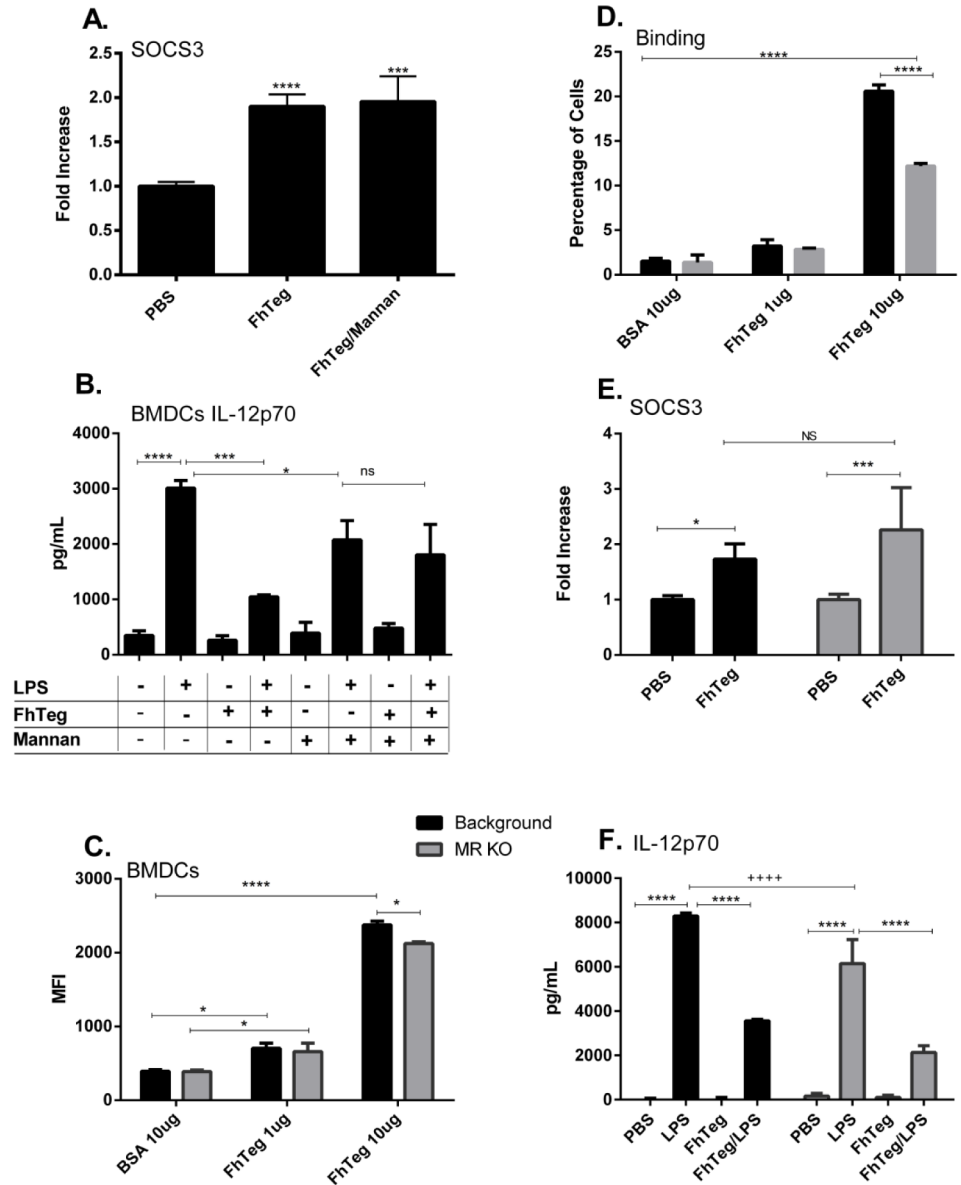 A.
SOCS3
Fold Increase
2.5
2.0
1.5
1.0
0.5
0.0
****
***
PBS
FhTeg
FhTeg/Mannan
B.
BMDCs IL-12p70
pg/mL
4000
3000
2000
1000
0
****
***
*
ns
LPS - + - + - + - +
FhTeg - - + + - - + +
Mannan - - - - + + + +
C.
BMDCs
MFI
3000
2000
1000
0
****
*
*
*
BSA 10ug
FhTeg 1ug
FhTeg 10ug
Background
MR KO
D.
Binding
Percentage of Cells
25
20
15
10
5
0
****
****
BSA 10ug
FhTeg 1ug
FhTeg 10ug
E.
SOCS3
Fold Increase
4
3
2
1
0
NS
***
*
PBS
FhTeg
PBS
FhTeg
F.
IL-12p70
pg/mL
10000
8000
6000
4000
2000
0
++++
**** ****
**** ****
PBS
LPS
FhTeg
FhTeg/LPS
PBS
LPS
FhTeg
FhTeg/LPS